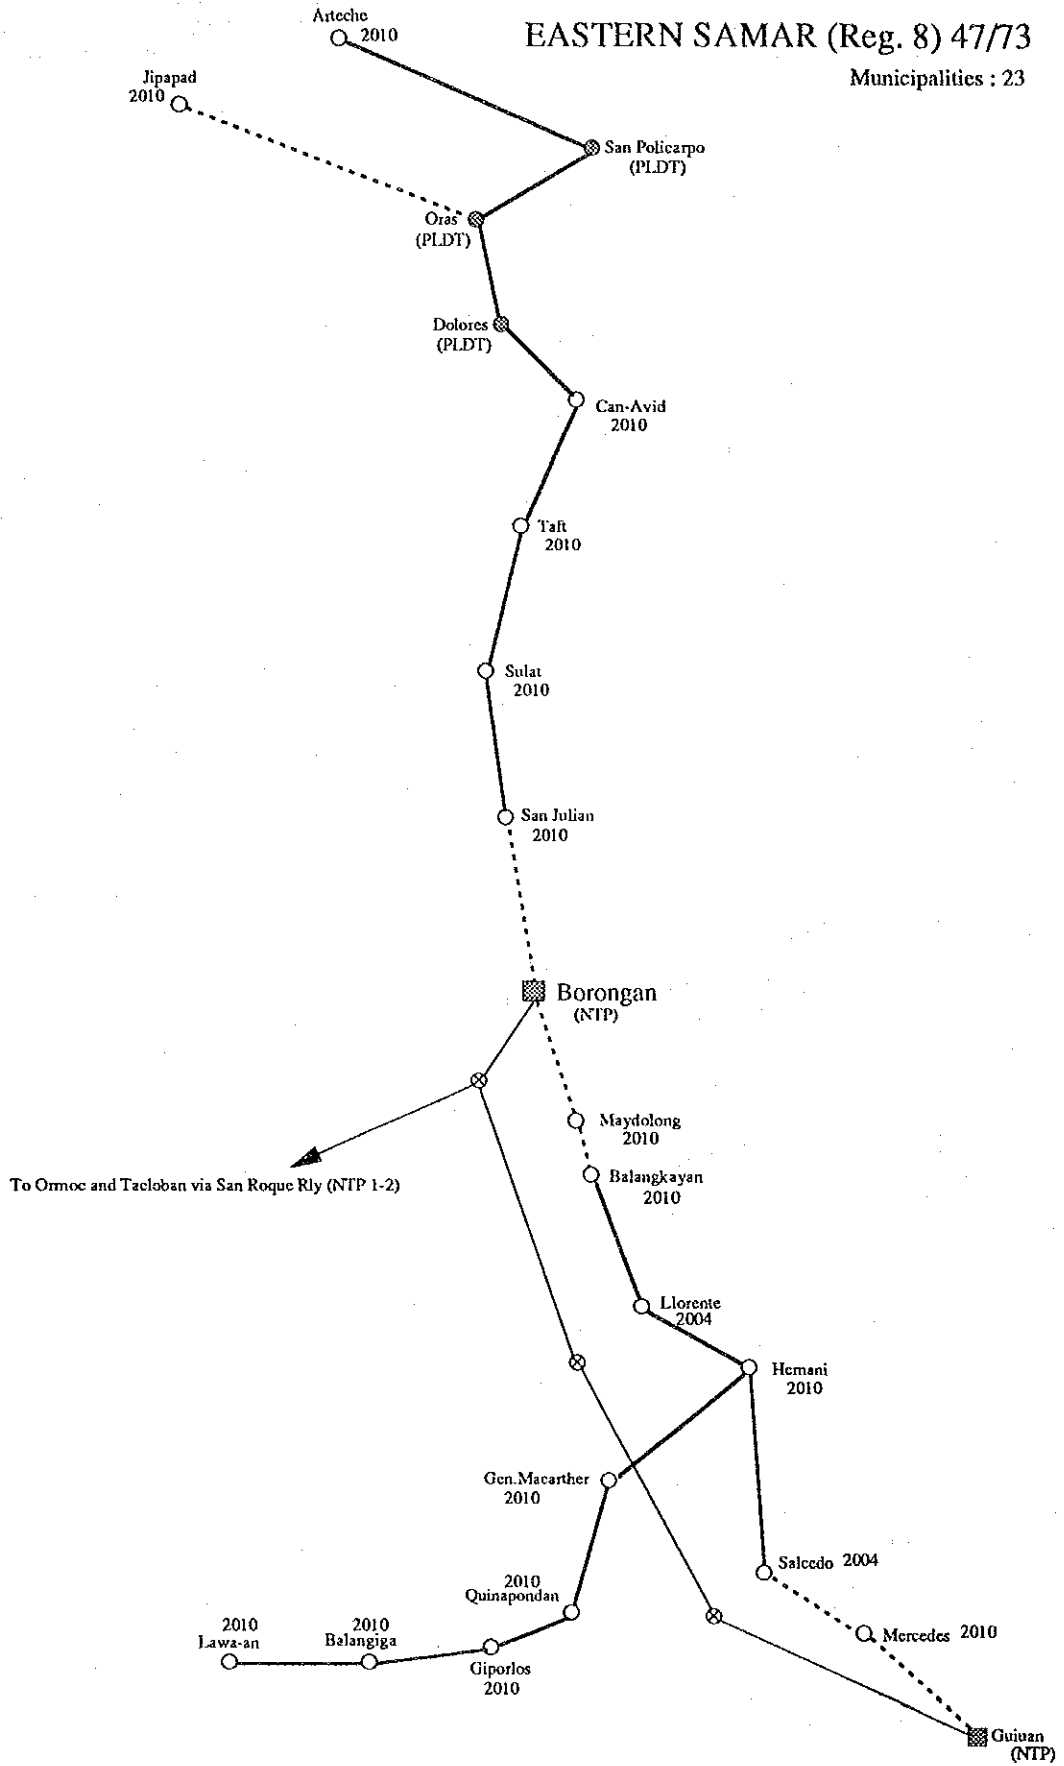 EASTERN SAMAR (Reg. 8) 47/73
Municipalities : 23
Arteche
2010
Jipapad
2010
San Policarpo
(PLDT)
Oras
(PLDT)
Dolores
(PLDT)
Can-Avid
2010
Taft
2010
Sulat
2010
San Julian
2010
Borongan
(NTP)
Maydolong
2010
To Ormoc and Tacloban via San Roque Rly (NTP 1-2)
Balangkayan
2010
Llorente
2004
Hernani
2010
Gen.Macarther
2010
Salcedo 2004
2010
Quinapondan
2010
Lawa-an
2010
Balangiga
Giporlos
2010
Mercedes 2010
Guiuan
(NTP)